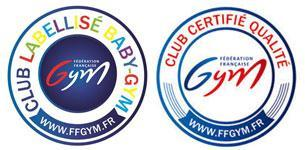 CLUB LABELLISÉ BABY-GYM
FÉDÉRATION
FRANÇAISE
Gym
WWW.FFGYM.FR
CLUB CERTIFIÉ QUALITÉ
FÉDÉRATION
FRANÇAISE
Gym
WWW.FFGYM.FR